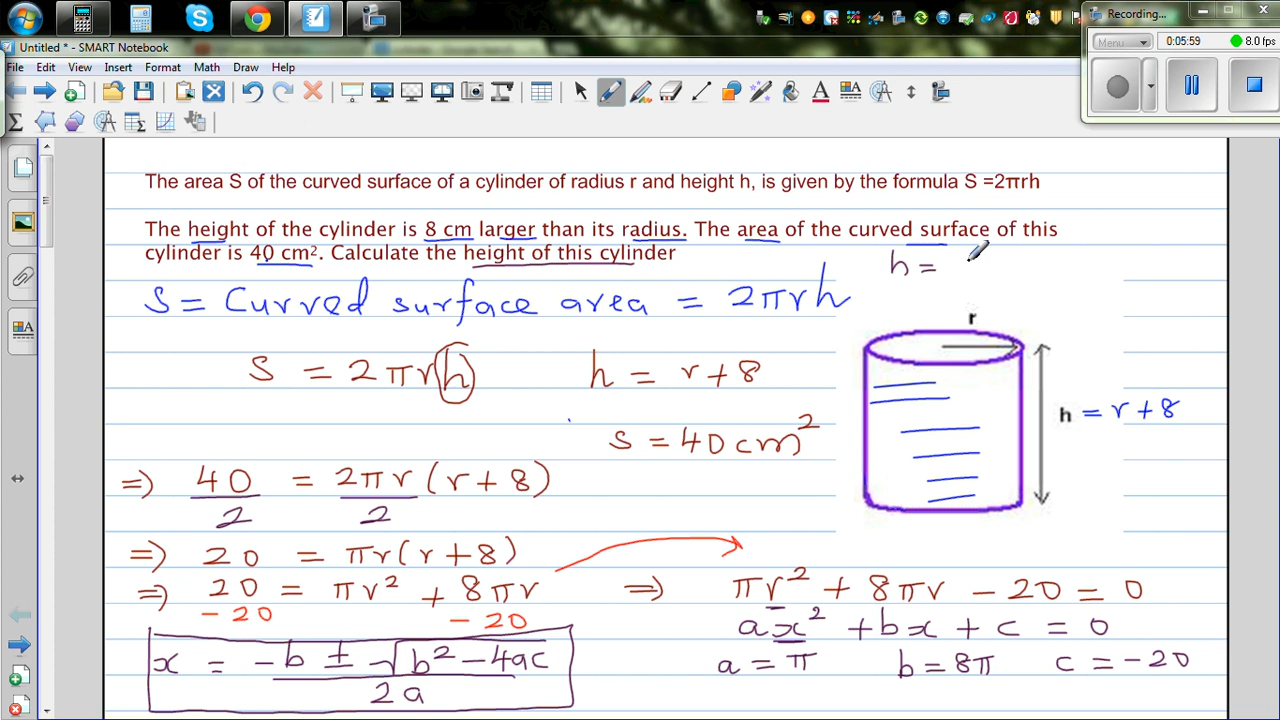 Recording...
Untitled * - SMART Notebook
Menu
0:05:59
8.0 fps
File Edit View Insert Format Math Draw Help
The area S of the curved surface of a cylinder of radius r and height h, is given by the formula S =2πrh
The height of the cylinder is 8 cm larger than its radius. The area of the curved surface of this
cylinder is 40 cm². Calculate the height of this cylinder
h =
S = Curved surface area = 2πrh
r
S = 2πrh h = r+8
h = r+8
s = 40cm²
⇒ 40/2 = 2πr/2 (r+8)
⇒ 20 = πr(r+8)
⇒ 20 = πr² + 8πr ⇒ πr² + 8πr - 20 = 0
-20 -20
ax² + bx + c = 0
x = -b ± √b² - 4ac / 2a
a = π b = 8π c = -20